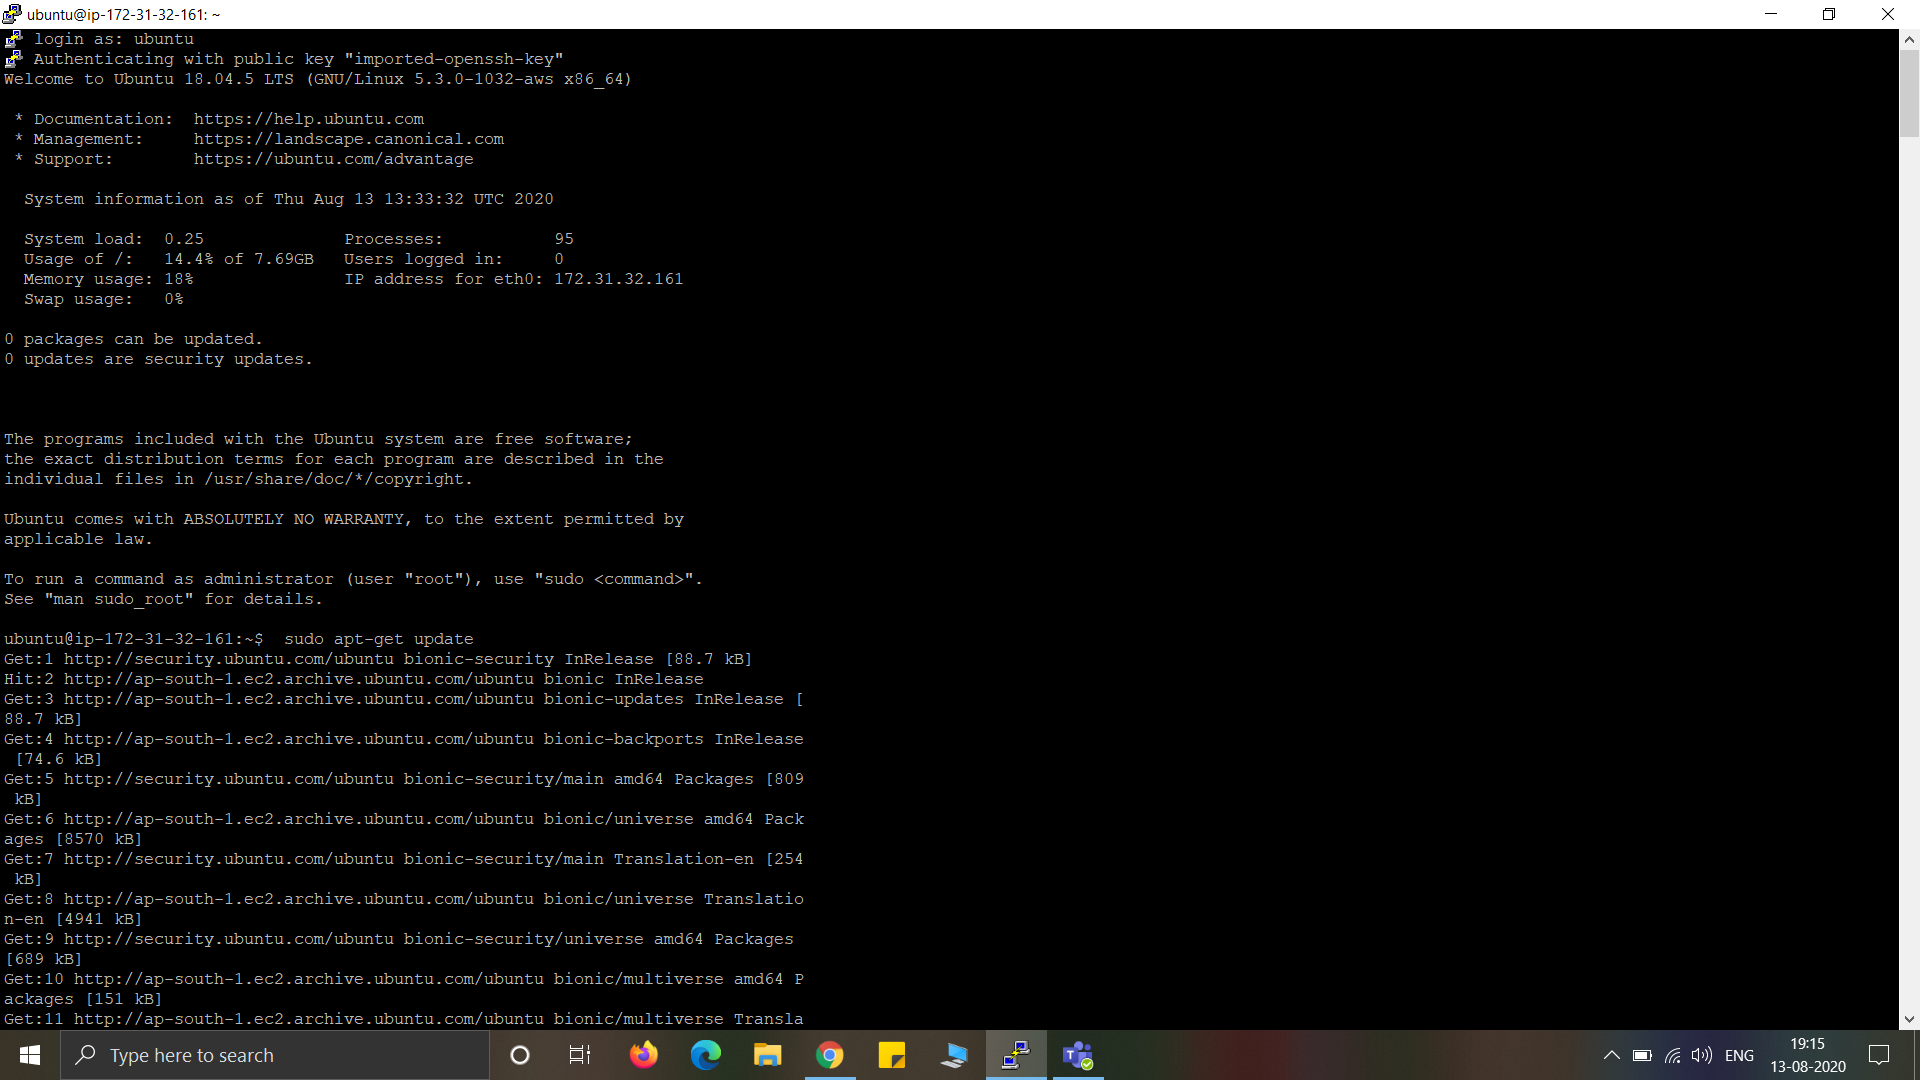 ubuntu@ip-172-31-32-161: ~
login as: ubuntu
Authenticating with public key "imported-openssh-key"
Welcome to Ubuntu 18.04.5 LTS (GNU/Linux 5.3.0-1032-aws x86_64)
* Documentation:  https://help.ubuntu.com
* Management:     https://landscape.canonical.com
* Support:        https://ubuntu.com/advantage
System information as of Thu Aug 13 13:33:32 UTC 2020
System load:  0.25              Processes:           95
Usage of /:   14.4% of 7.69GB   Users logged in:     0
Memory usage: 18%               IP address for eth0: 172.31.32.161
Swap usage:   0%
0 packages can be updated.
0 updates are security updates.
The programs included with the Ubuntu system are free software;
the exact distribution terms for each program are described in the
individual files in /usr/share/doc/*/copyright.
Ubuntu comes with ABSOLUTELY NO WARRANTY, to the extent permitted by
applicable law.
To run a command as administrator (user "root"), use "sudo <command>".
See "man sudo_root" for details.
ubuntu@ip-172-31-32-161:~$  sudo apt-get update
Get:1 http://security.ubuntu.com/ubuntu bionic-security InRelease [88.7 kB]
Hit:2 http://ap-south-1.ec2.archive.ubuntu.com/ubuntu bionic InRelease
Get:3 http://ap-south-1.ec2.archive.ubuntu.com/ubuntu bionic-updates InRelease [
88.7 kB]
Get:4 http://ap-south-1.ec2.archive.ubuntu.com/ubuntu bionic-backports InRelease
[74.6 kB]
Get:5 http://security.ubuntu.com/ubuntu bionic-security/main amd64 Packages [809
kB]
Get:6 http://ap-south-1.ec2.archive.ubuntu.com/ubuntu bionic/universe amd64 Pack
ages [8570 kB]
Get:7 http://security.ubuntu.com/ubuntu bionic-security/main Translation-en [254
kB]
Get:8 http://ap-south-1.ec2.archive.ubuntu.com/ubuntu bionic/universe Translatio
n-en [4941 kB]
Get:9 http://security.ubuntu.com/ubuntu bionic-security/universe amd64 Packages
[689 kB]
Get:10 http://ap-south-1.ec2.archive.ubuntu.com/ubuntu bionic/multiverse amd64 P
ackages [151 kB]
Get:11 http://ap-south-1.ec2.archive.ubuntu.com/ubuntu bionic/multiverse Transla
Type here to search
ENG
19:15
13-08-2020